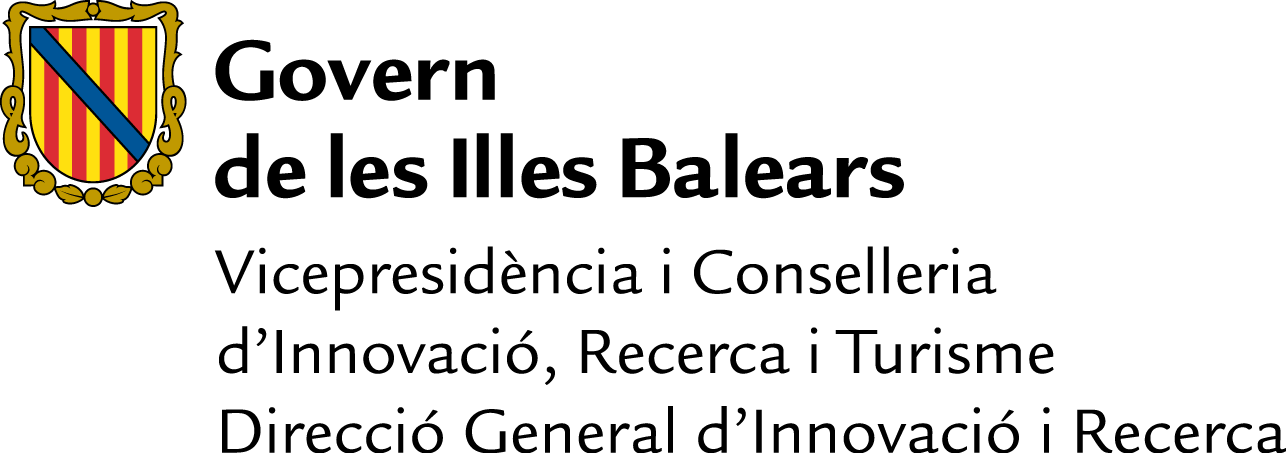 Govern
de les Illes Balears
Vicepresidència i Conselleria
d’Innovació, Recerca i Turisme
Direcció General d’Innovació i Recerca